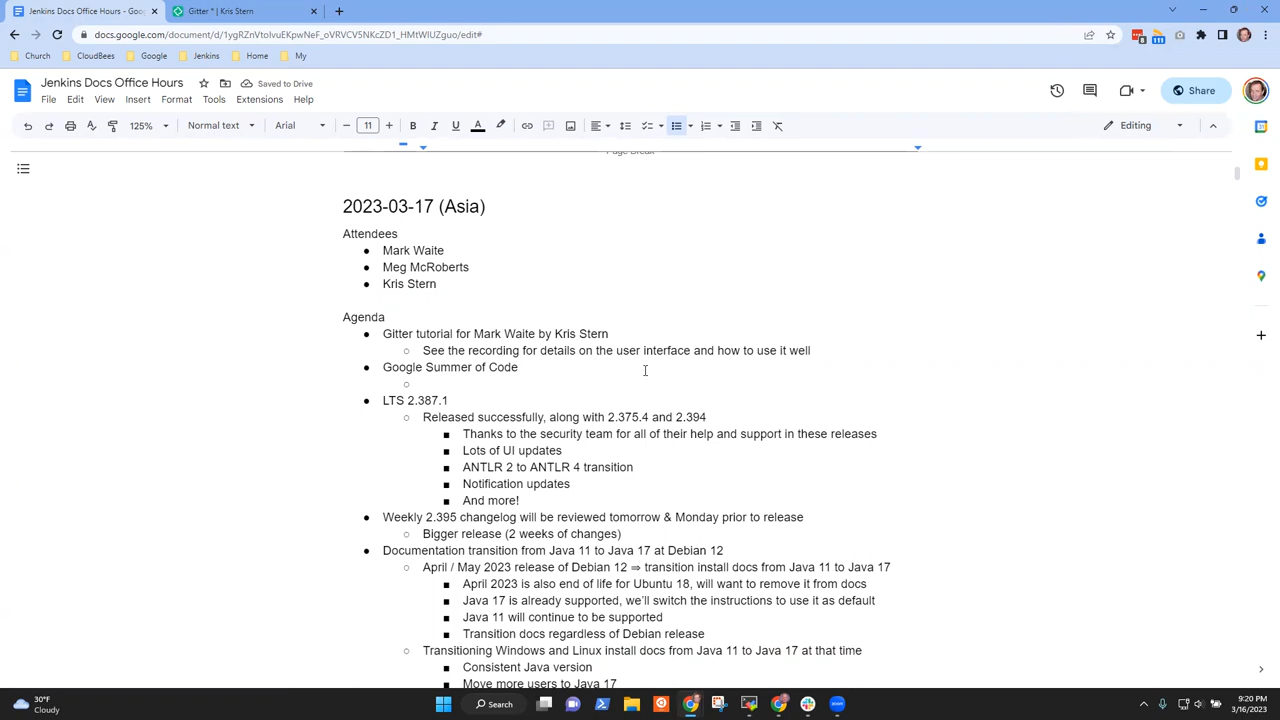 Jenkins Docs Office Hours - Goog
Gitter * | Kris Stern
docs.google.com/document/d/1ygRZnVtoIvuEKpwNeF_oVRVCV5NKcZD1_HMtWIUZguo/edit#
Church CloudBees Google Jenkins Home My
Jenkins Docs Office Hours Saved to Drive
File Edit View Insert Format Tools Extensions Help
Share
125% Normal text Arial 11 B I U A Editing
Page Break
2023-03-17 (Asia)
Attendees
● Mark Waite
● Meg McRoberts
● Kris Stern
Agenda
● Gitter tutorial for Mark Waite by Kris Stern
○ See the recording for details on the user interface and how to use it well
● Google Summer of Code
○
● LTS 2.387.1
○ Released successfully, along with 2.375.4 and 2.394
■ Thanks to the security team for all of their help and support in these releases
■ Lots of UI updates
■ ANTLR 2 to ANTLR 4 transition
■ Notification updates
■ And more!
● Weekly 2.395 changelog will be reviewed tomorrow & Monday prior to release
○ Bigger release (2 weeks of changes)
● Documentation transition from Java 11 to Java 17 at Debian 12
○ April / May 2023 release of Debian 12 ⇒ transition install docs from Java 11 to Java 17
■ April 2023 is also end of life for Ubuntu 18, will want to remove it from docs
■ Java 17 is already supported, we'll switch the instructions to use it as default
■ Java 11 will continue to be supported
■ Transition docs regardless of Debian release
○ Transitioning Windows and Linux install docs from Java 11 to Java 17 at that time
■ Consistent Java version
■ Move more users to Java 17
30°F
Cloudy
Search
9:20 PM
3/16/2023